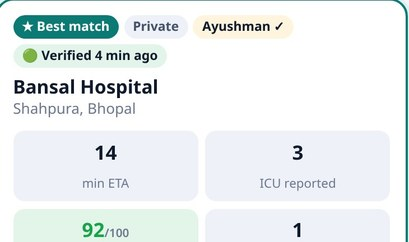 ★ Best match Private Ayushman ✓
Verified 4 min ago
Bansal Hospital
Shahpura, Bhopal
14 3
min ETA ICU reported
92/100 1